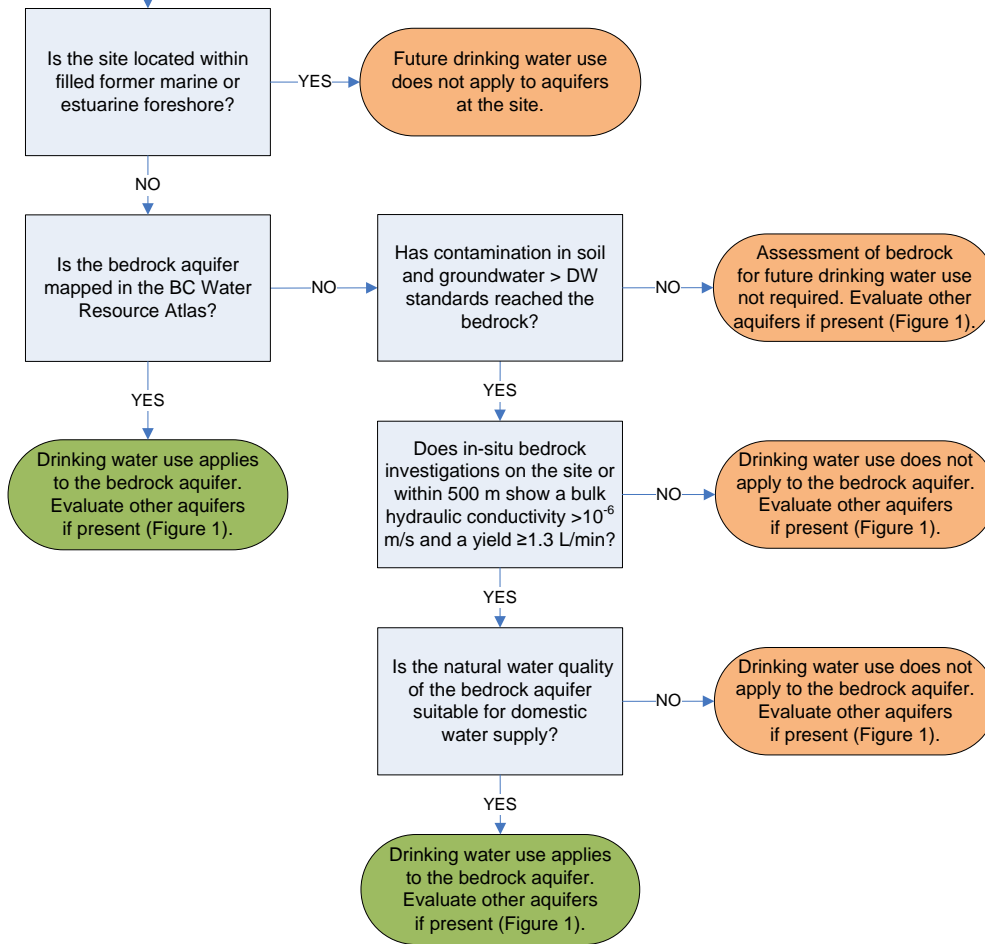 Is the site located within
filled former marine or
estuarine foreshore?
YES
Future drinking water use
does not apply to aquifers
at the site.
NO
Is the bedrock aquifer
mapped in the BC Water
Resource Atlas?
NO
Has contamination in soil
and groundwater > DW
standards reached the
bedrock?
NO
Assessment of bedrock
for future drinking water use
not required. Evaluate other
aquifers if present (Figure 1).
YES
Drinking water use applies
to the bedrock aquifer.
Evaluate other aquifers
if present (Figure 1).
YES
Does in-situ bedrock
investigations on the site or
within 500 m show a bulk
hydraulic conductivity >10⁻⁶
m/s and a yield ≥1.3 L/min?
NO
Drinking water use does not
apply to the bedrock aquifer.
Evaluate other aquifers
if present (Figure 1).
YES
Is the natural water quality
of the bedrock aquifer
suitable for domestic
water supply?
NO
Drinking water use does not
apply to the bedrock aquifer.
Evaluate other aquifers
if present (Figure 1).
YES
Drinking water use applies
to the bedrock aquifer.
Evaluate other aquifers
if present (Figure 1).